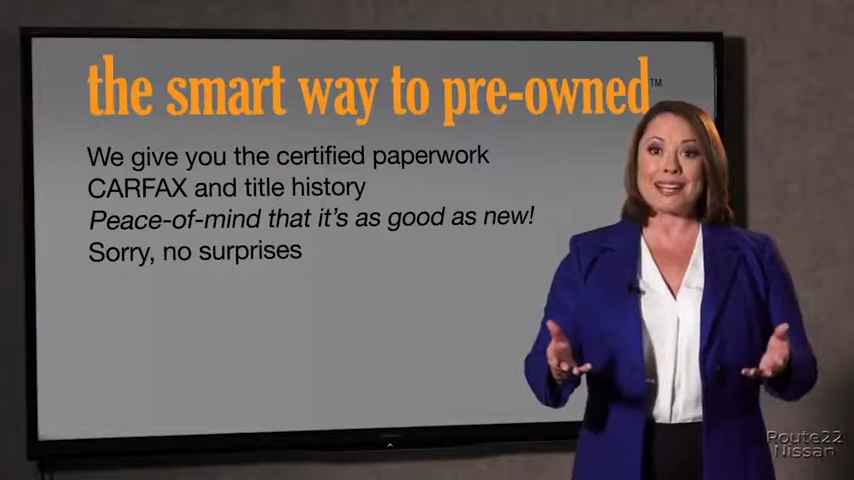 the smart way to pre-owned™
We give you the certified paperwork
CARFAX and title history
Peace-of-mind that it's as good as new!
Sorry, no surprises
Route22
Nissan